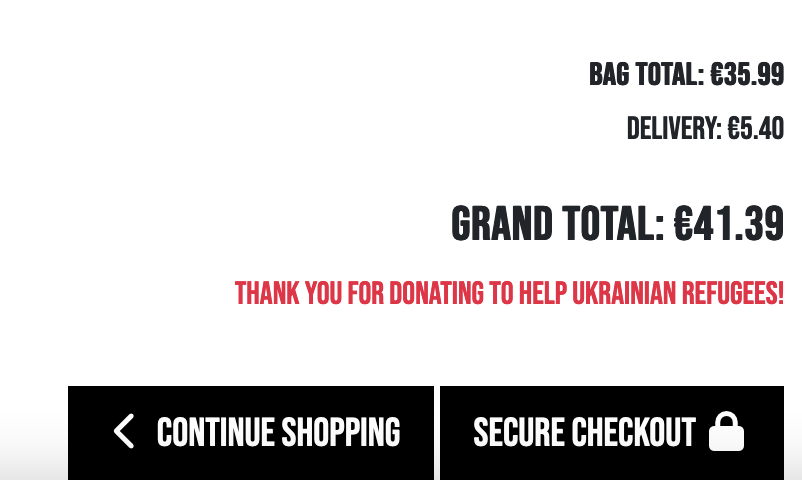 BAG TOTAL: €35.99
DELIVERY: €5.40
GRAND TOTAL: €41.39
THANK YOU FOR DONATING TO HELP UKRAINIAN REFUGEES!
CONTINUE SHOPPING
SECURE CHECKOUT